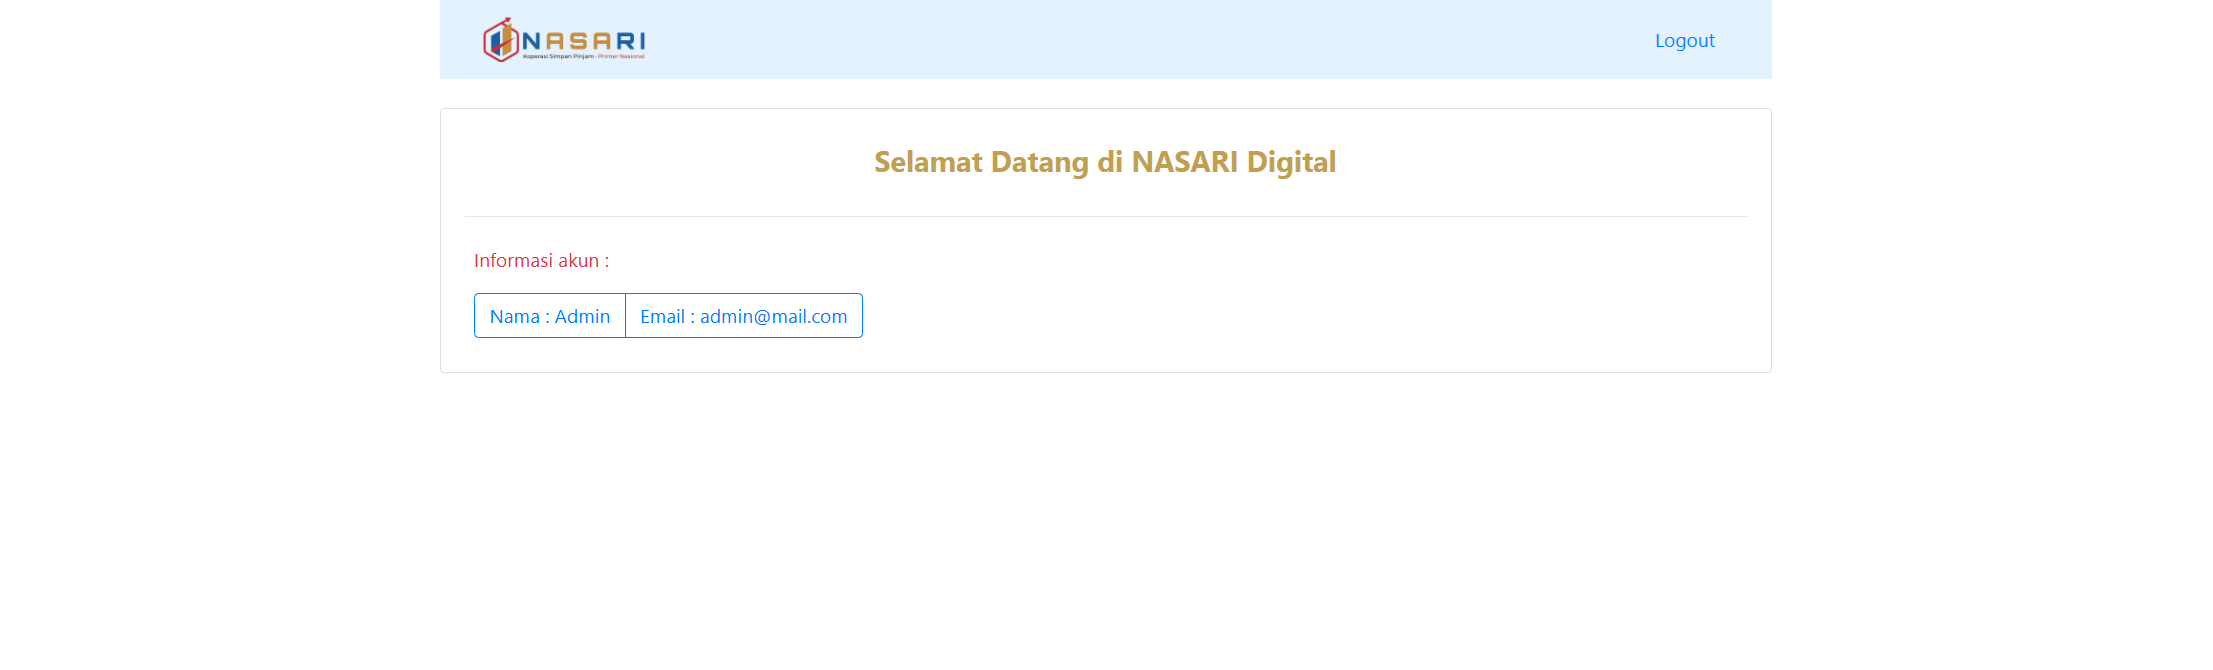 NASARI
Koperasi Simpan Pinjam - Primer Nasional
Logout
Selamat Datang di NASARI Digital
Informasi akun :
Nama : Admin
Email : admin@mail.com